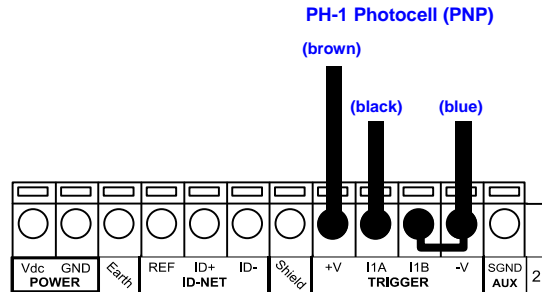 PH-1 Photocell (PNP)
(brown)
(black) (blue)
Vdc GND Earth REF ID+ ID- Shield +V I1A I1B -V SGND
POWER ID-NET TRIGGER AUX 2